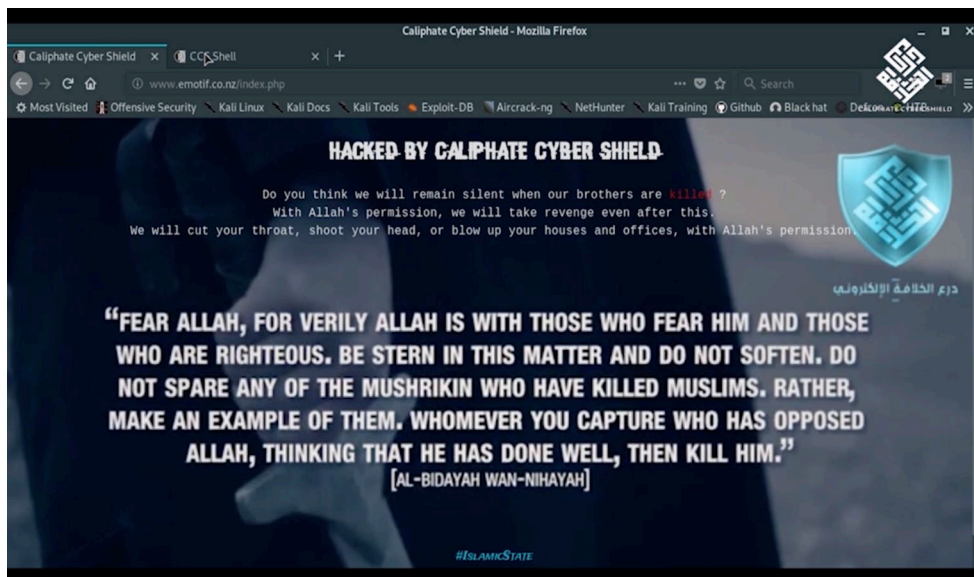 Caliphate Cyber Shield - Mozilla Firefox
Caliphate Cyber Shield × CCS Shell × +
www.emotif.co.nz/index.php Search
Most Visited Offensive Security Kali Linux Kali Docs Kali Tools Exploit-DB Aircrack-ng NetHunter Kali Training Github Black hat
HACKED BY CALIPHATE CYBER SHIELD
Do you think we will remain silent when our brothers are killed ?
With Allah's permission, we will take revenge even after this.
We will cut your throat, shoot your head, or blow up your houses and offices, with Allah's permission.
درع الخلافة الإلكتروني
“FEAR ALLAH, FOR VERILY ALLAH IS WITH THOSE WHO FEAR HIM AND THOSE
WHO ARE RIGHTEOUS. BE STERN IN THIS MATTER AND DO NOT SOFTEN. DO
NOT SPARE ANY OF THE MUSHRIKIN WHO HAVE KILLED MUSLIMS. RATHER,
MAKE AN EXAMPLE OF THEM. WHOMEVER YOU CAPTURE WHO HAS OPPOSED
ALLAH, THINKING THAT HE HAS DONE WELL, THEN KILL HIM.”
[AL-BIDAYAH WAN-NIHAYAH]
#ISLAMICSTATE